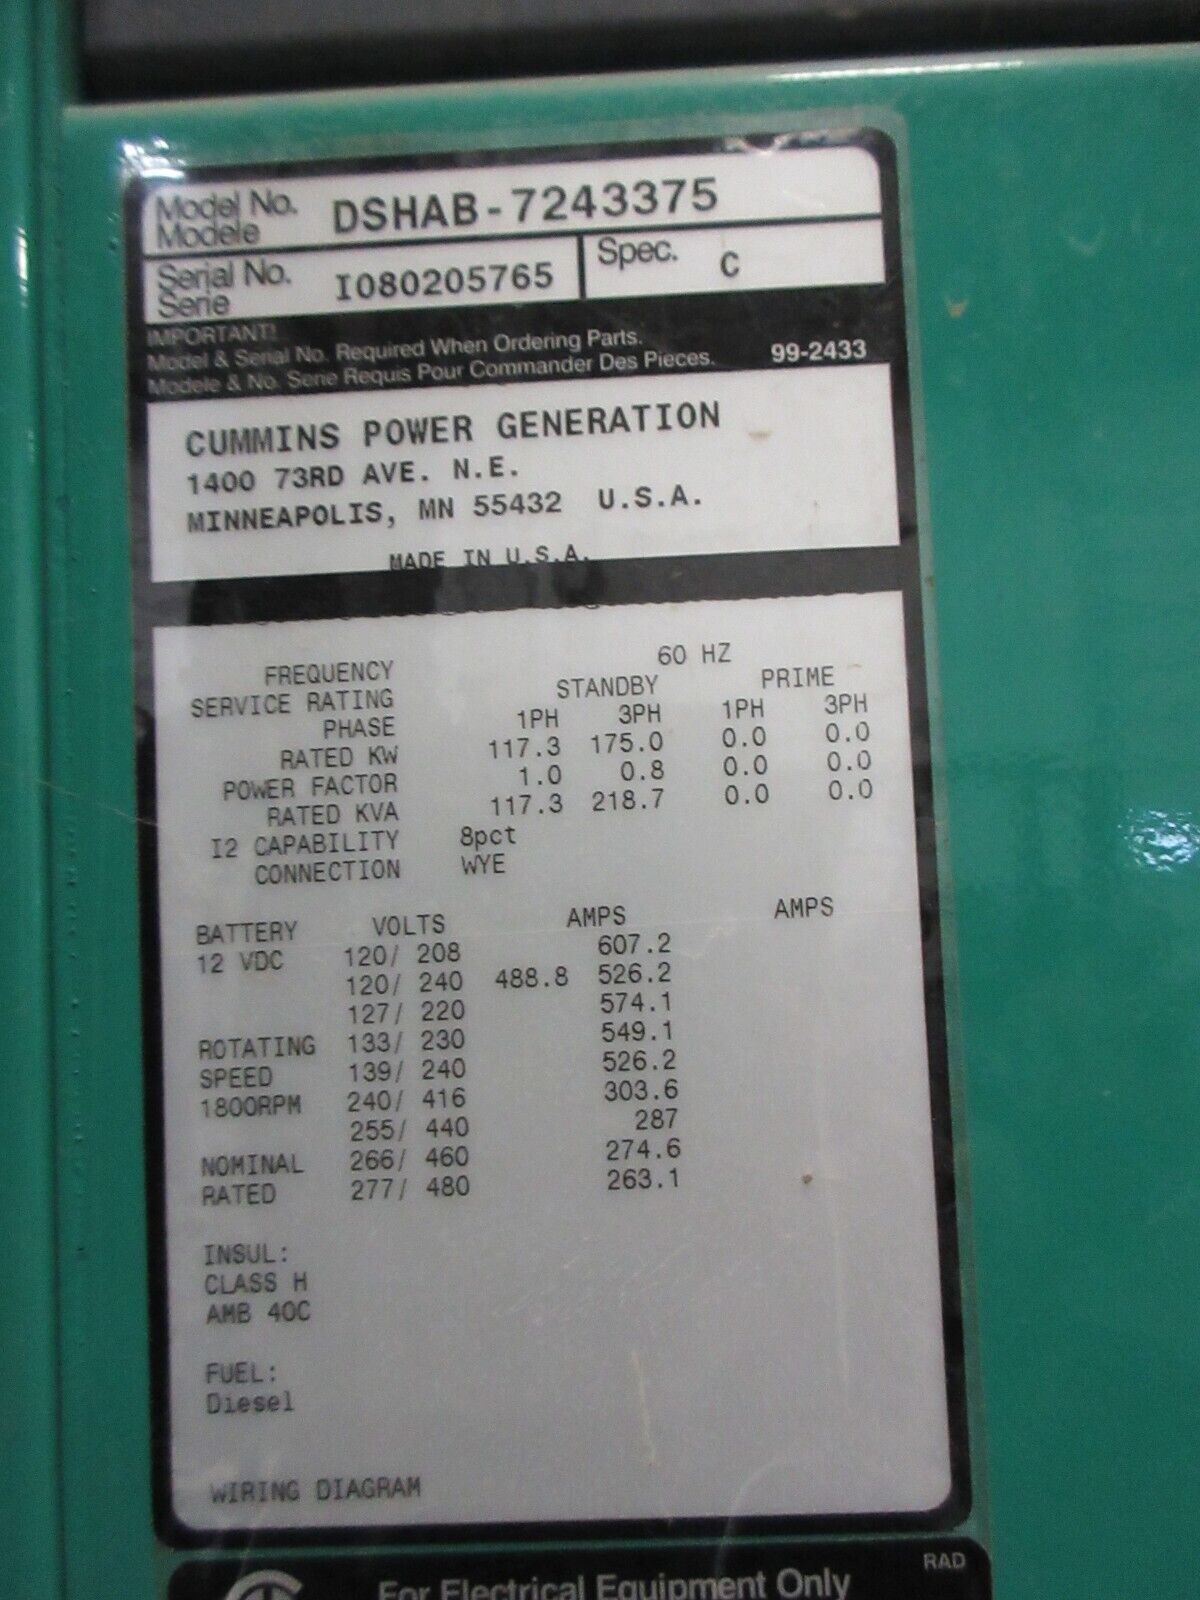 Model No. DSHAB-7243375
Modele
Serial No. I080205765 Spec. C
Serie
IMPORTANT!
Model & Serial No. Required When Ordering Parts.
Modele & No. Serie Requis Pour Commander Des Pieces. 99-2433
CUMMINS POWER GENERATION
1400 73RD AVE. N.E.
MINNEAPOLIS, MN 55432 U.S.A.
MADE IN U.S.A.
FREQUENCY 60 HZ
SERVICE RATING STANDBY PRIME
PHASE 1PH 3PH 1PH 3PH
RATED KW 117.3 175.0 0.0 0.0
POWER FACTOR 1.0 0.8 0.0 0.0
RATED KVA 117.3 218.7 0.0 0.0
I2 CAPABILITY 8pct
CONNECTION WYE
BATTERY VOLTS AMPS AMPS
12 VDC 120/ 208 607.2
120/ 240 488.8 526.2
127/ 220 574.1
ROTATING 133/ 230 549.1
SPEED 139/ 240 526.2
1800RPM 240/ 416 303.6
255/ 440 287
NOMINAL 266/ 460 274.6
RATED 277/ 480 263.1
INSUL:
CLASS H
AMB 40C
FUEL:
Diesel
WIRING DIAGRAM
RAD
For Electrical Equipment Only